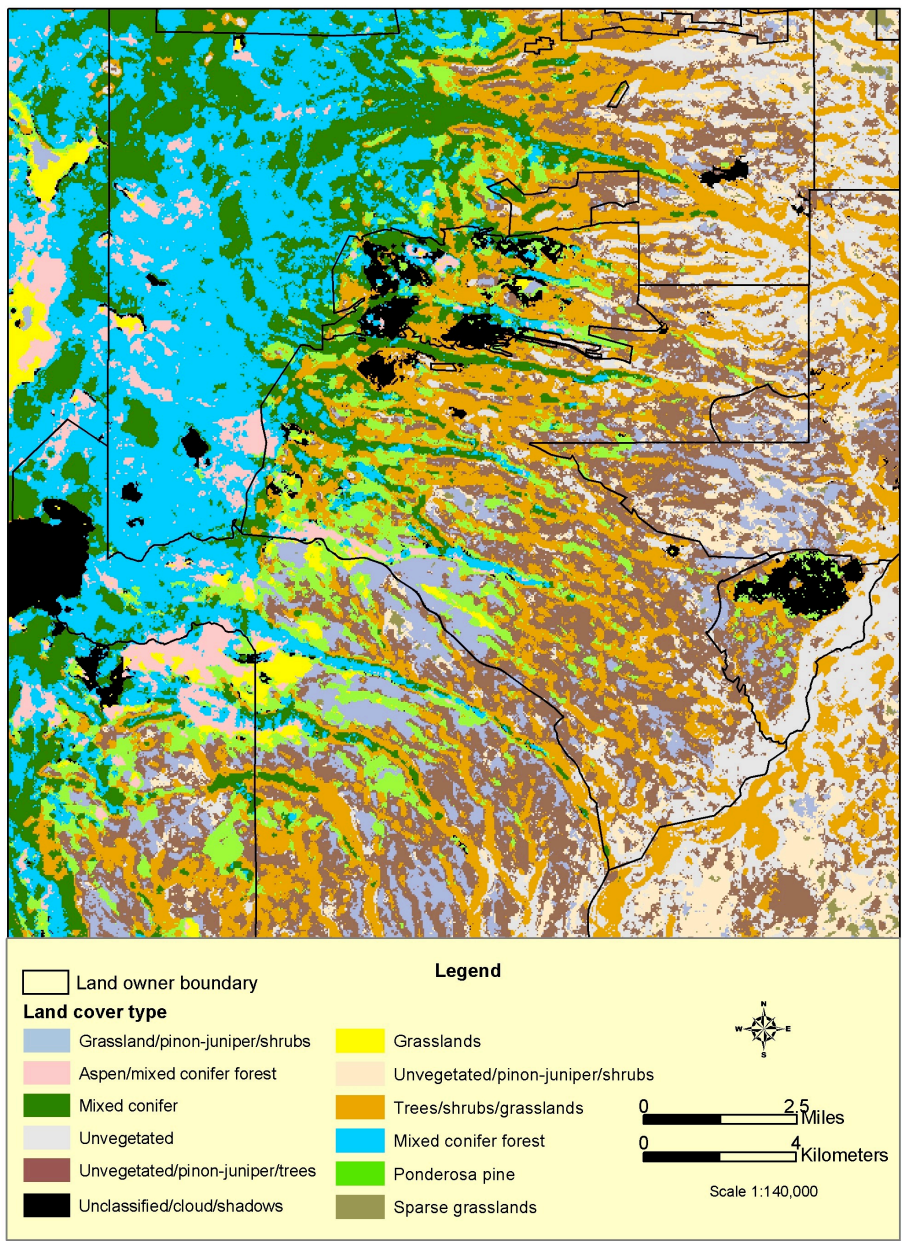 Legend
Land owner boundary
Land cover type
Grassland/pinon-juniper/shrubs
Aspen/mixed conifer forest
Mixed conifer
Unvegetated
Unvegetated/pinon-juniper/trees
Unclassified/cloud/shadows
Grasslands
Unvegetated/pinon-juniper/shrubs
Trees/shrubs/grasslands
Mixed conifer forest
Ponderosa pine
Sparse grasslands
N
W E
S
0 2.5
Miles
0 4
Kilometers
Scale 1:140,000